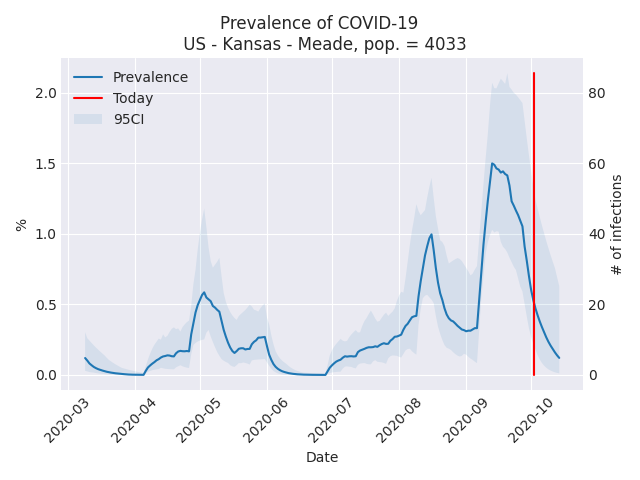 Prevalence of COVID-19
US - Kansas - Meade, pop. = 4033
Prevalence
Today
95CI
2.0
1.5
1.0
0.5
0.0
%
80
60
40
20
0
# of infections
2020-03
2020-04
2020-05
2020-06
2020-07
2020-08
2020-09
2020-10
Date